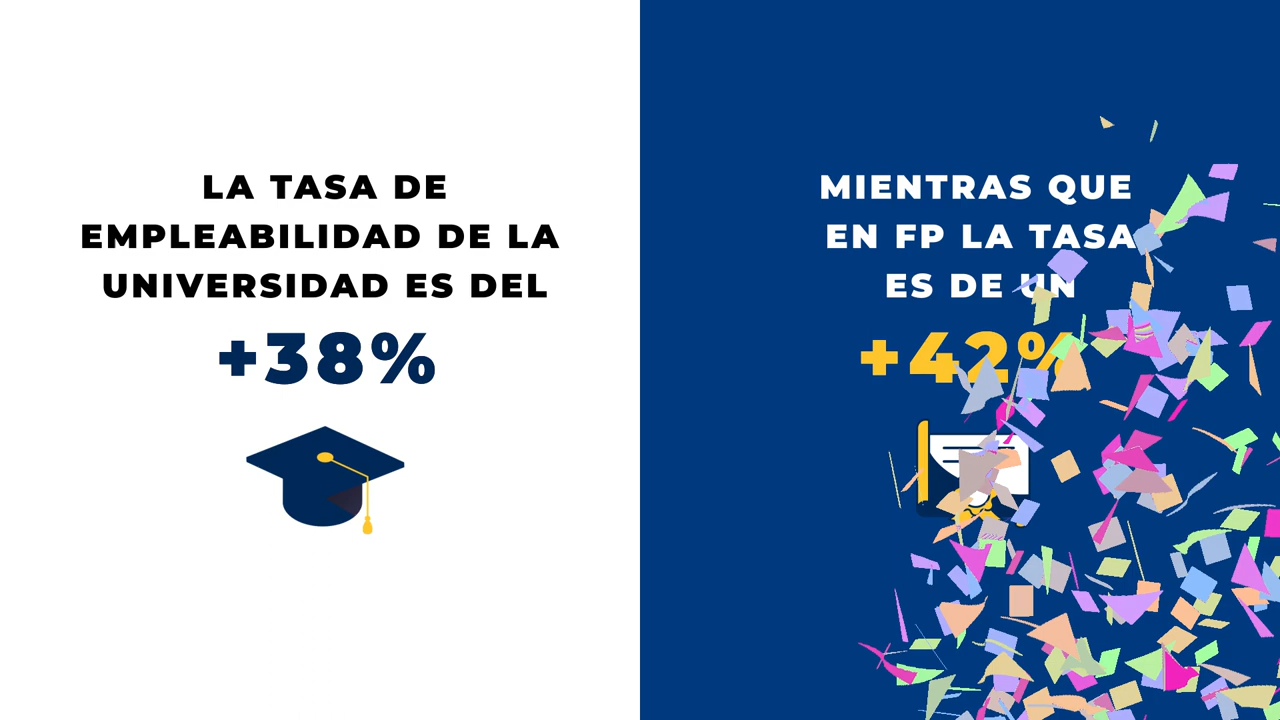 LA TASA DE
EMPLEABILIDAD DE LA
UNIVERSIDAD ES DEL
+38%
MIENTRAS QUE
EN FP LA TASA
ES DE UN
+42%